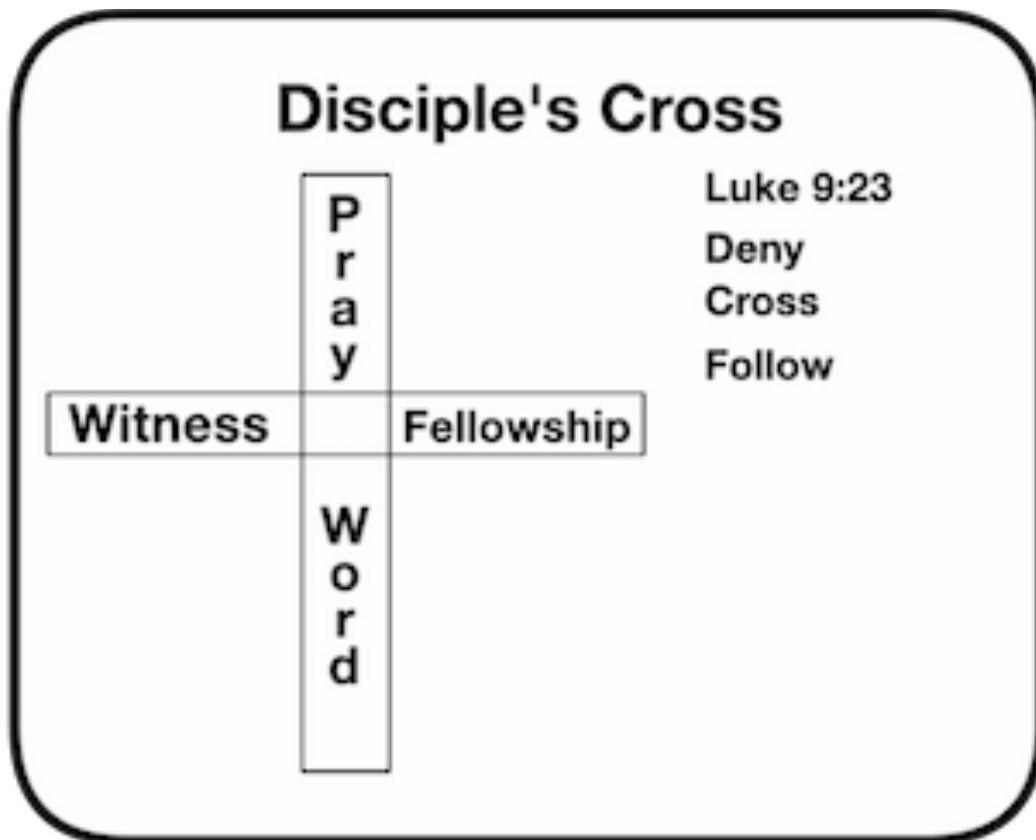 Disciple's Cross
Pray
Witness
Fellowship
Word
Luke 9:23
Deny
Cross
Follow